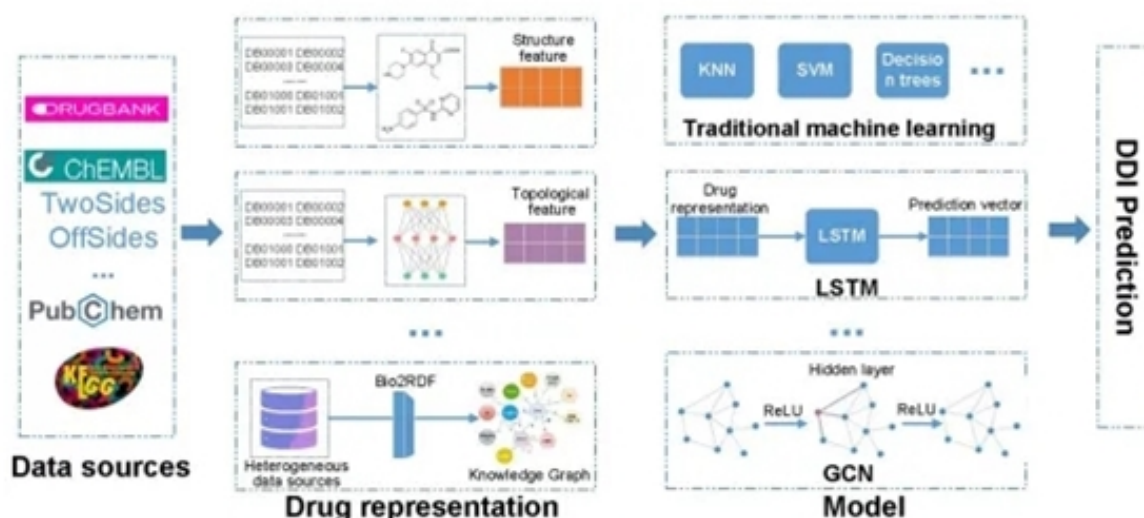 DRUGBANK
ChEMBL
TwoSides
OffSides
...
PubChem
KEGG
Data sources
DB00001 DB00002
DB00003 DB00004
DB01000 DB01001
DB01001 DB01002
Structure
feature
DB00001 DB00002
DB00003 DB00004
DB01000 DB01001
DB01001 DB01002
Topological
feature
...
Heterogeneous
data sources
Bio2RDF
Knowledge Graph
Drug representation
KNN
SVM
Decisio
n trees
...
Traditional machine learning
Drug
representation
LSTM
Prediction vector
LSTM
...
Hidden layer
ReLU
ReLU
GCN
Model
DDI Prediction